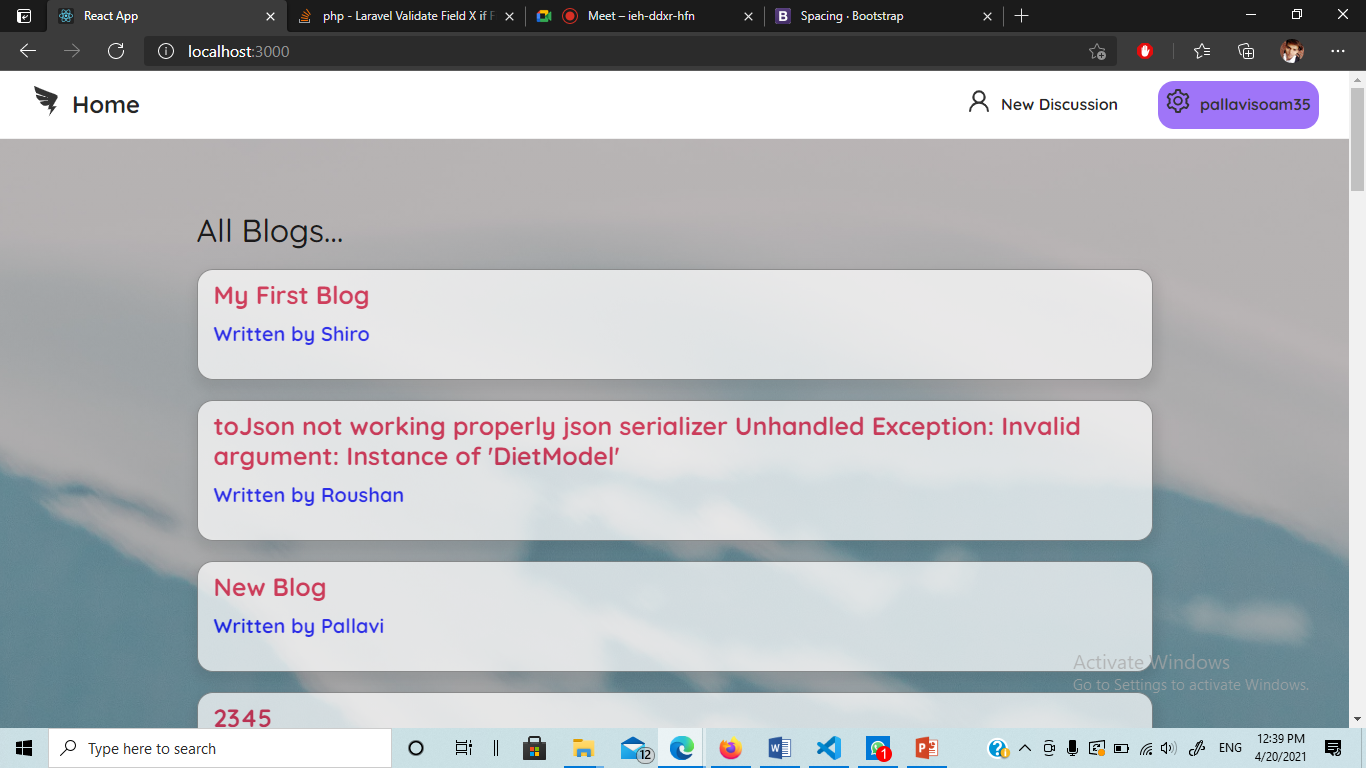 React App
php - Laravel Validate Field X if F
Meet – ieh-ddxr-hfn
B
Spacing · Bootstrap
localhost:3000
Home
New Discussion
pallavisoam35
All Blogs...
My First Blog
Written by Shiro
toJson not working properly json serializer Unhandled Exception: Invalid
argument: Instance of 'DietModel'
Written by Roushan
New Blog
Written by Pallavi
2345
Activate Windows
Go to Settings to activate Windows.
Type here to search
12
1
ENG
12:39 PM
4/20/2021